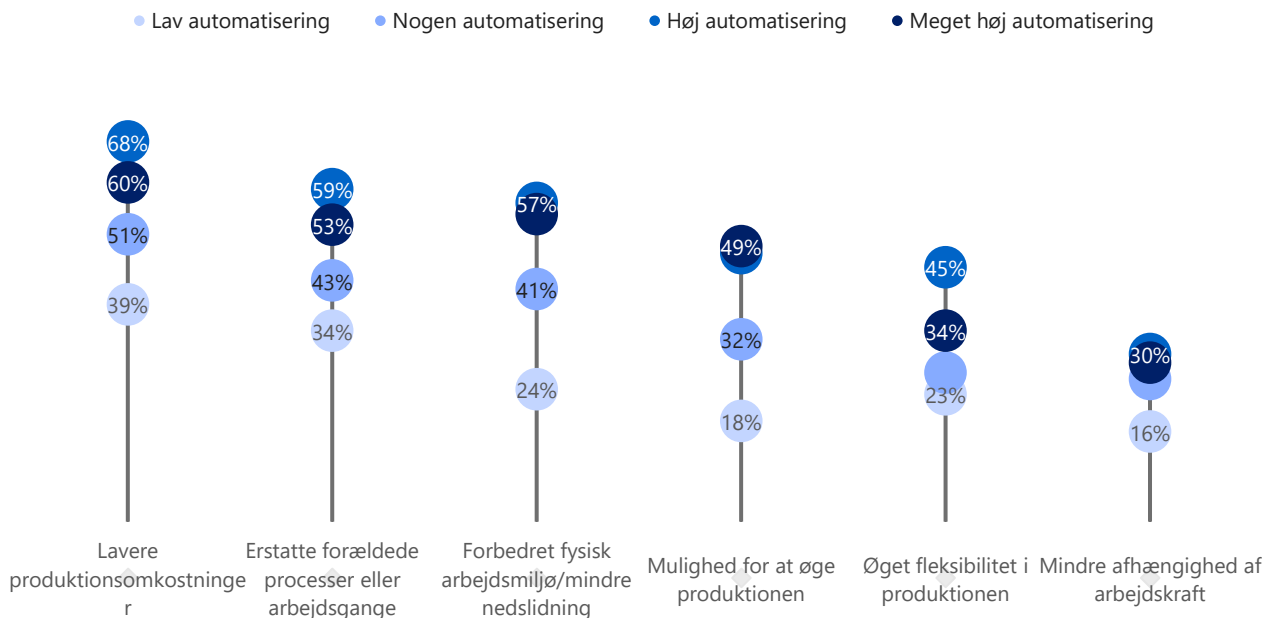 Lav automatisering
Nogen automatisering
Høj automatisering
Meget høj automatisering
68%
60%
51%
39%
59%
53%
43%
34%
57%
41%
24%
49%
32%
18%
45%
34%
23%
30%
16%
Lavere
produktionsomkostninge
r
Erstatte forældede
processer eller
arbejdsgange
Forbedret fysisk
arbejdsmiljø/mindre
nedslidning
Mulighed for at øge
produktionen
Øget fleksibilitet i
produktionen
Mindre afhængighed af
arbejdskraft